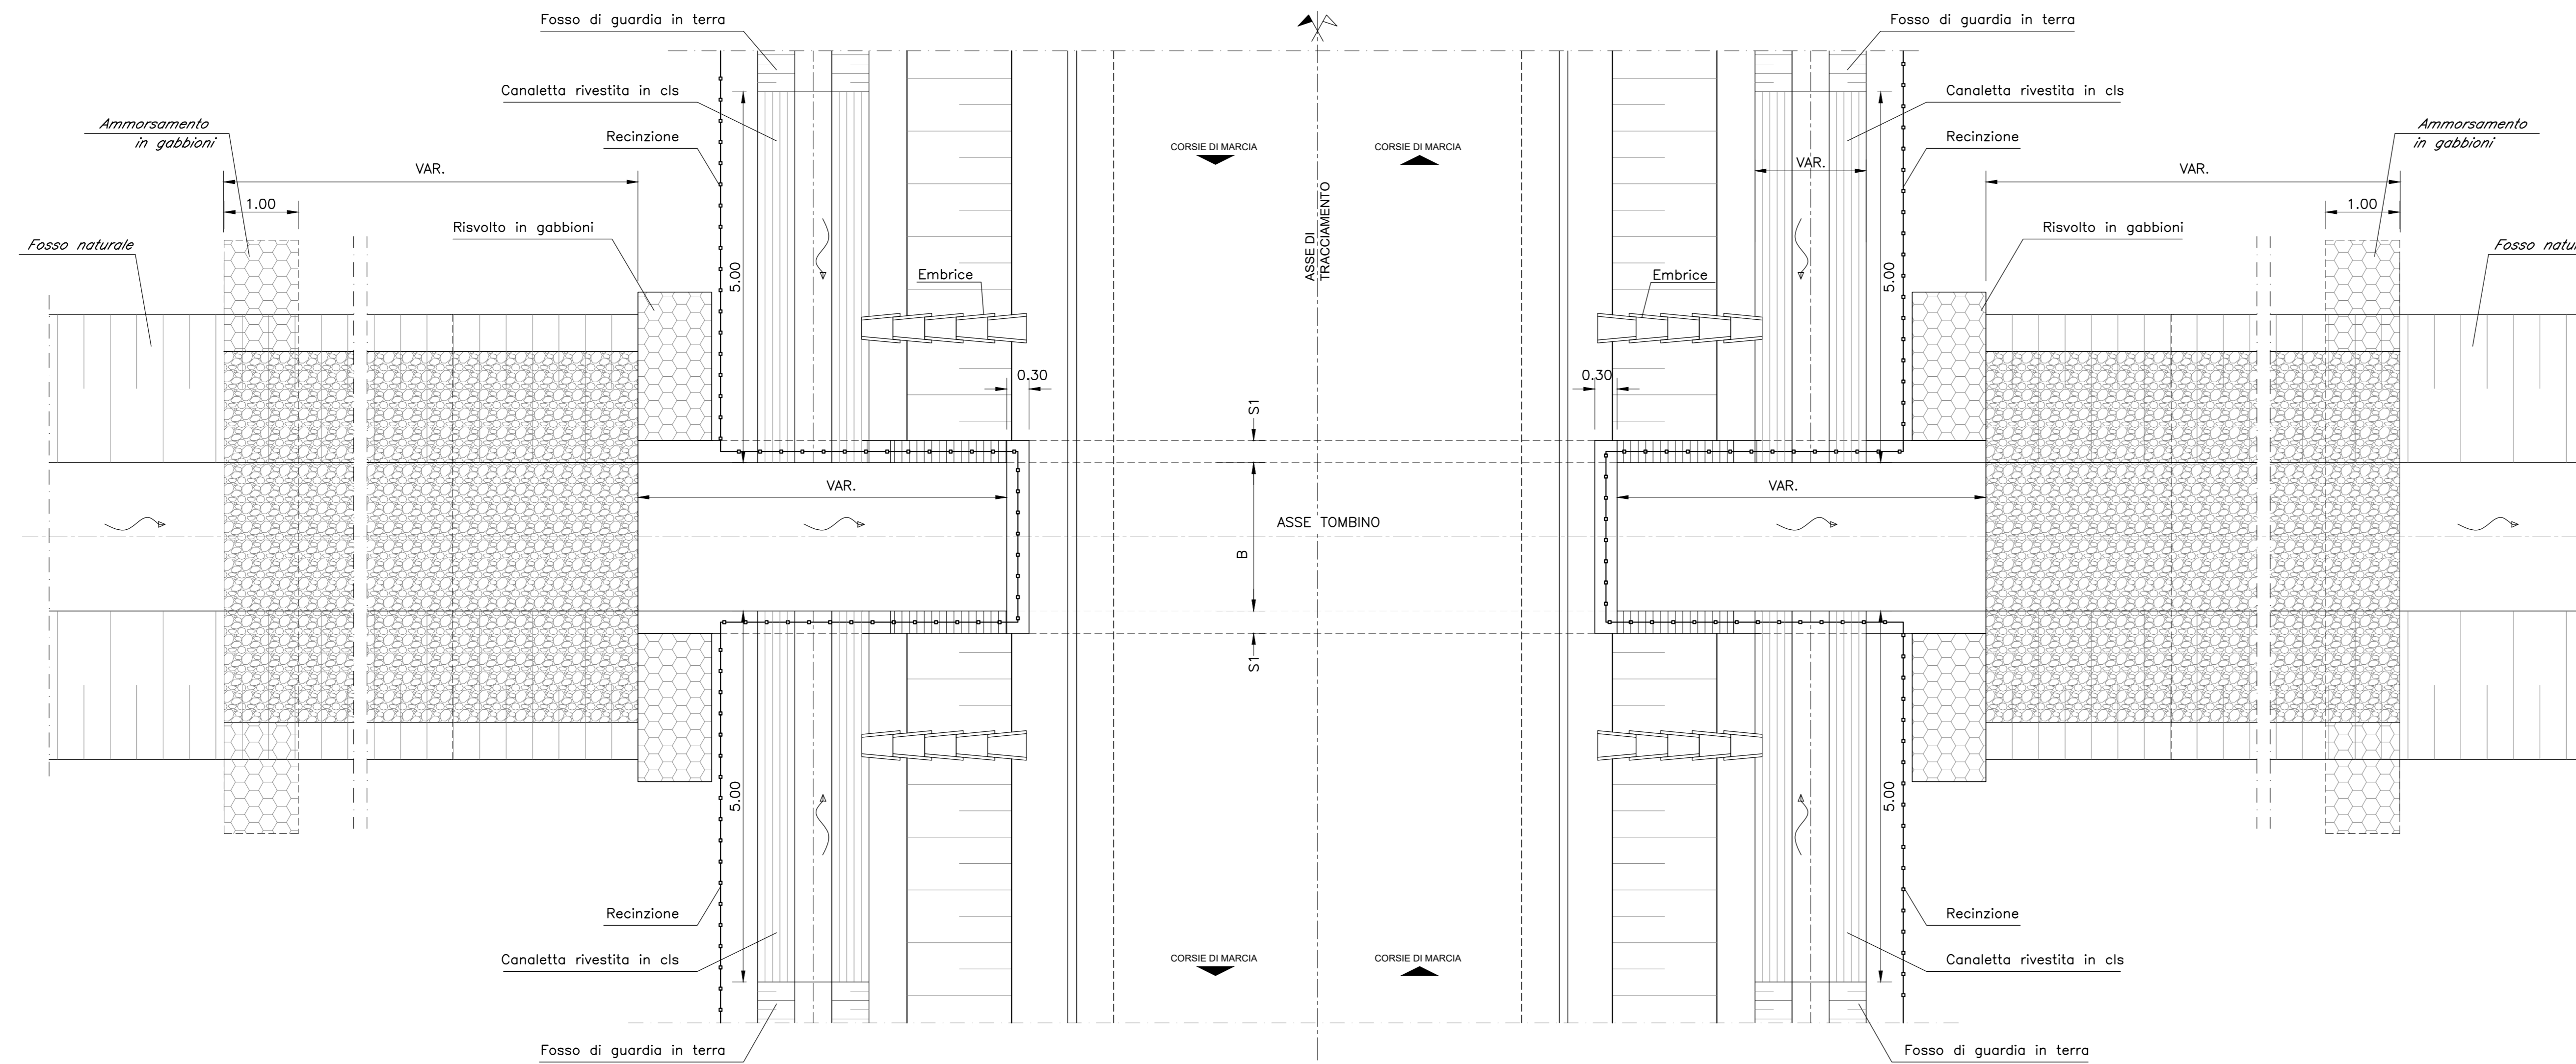 Fosso di guardia in terra
Fosso di guardia in terra
Canaletta rivestita in cls
Canaletta rivestita in cls
Ammorsamento
in gabbioni
Recinzione
CORSIE DI MARCIA
CORSIE DI MARCIA
Recinzione
Ammorsamento
in gabbioni
VAR.
VAR.
VAR.
1.00
1.00
Risvolto in gabbioni
Risvolto in gabbioni
ASSE DI
TRACCIAMENTO
Fosso naturale
Fosso natu
5.00
Embrice
Embrice
5.00
0.30
0.30
S1
VAR.
VAR.
ASSE TOMBINO
B
S1
5.00
5.00
Recinzione
Recinzione
Canaletta rivestita in cls
CORSIE DI MARCIA
CORSIE DI MARCIA
Canaletta rivestita in cls
Fosso di guardia in terra
Fosso di guardia in terra